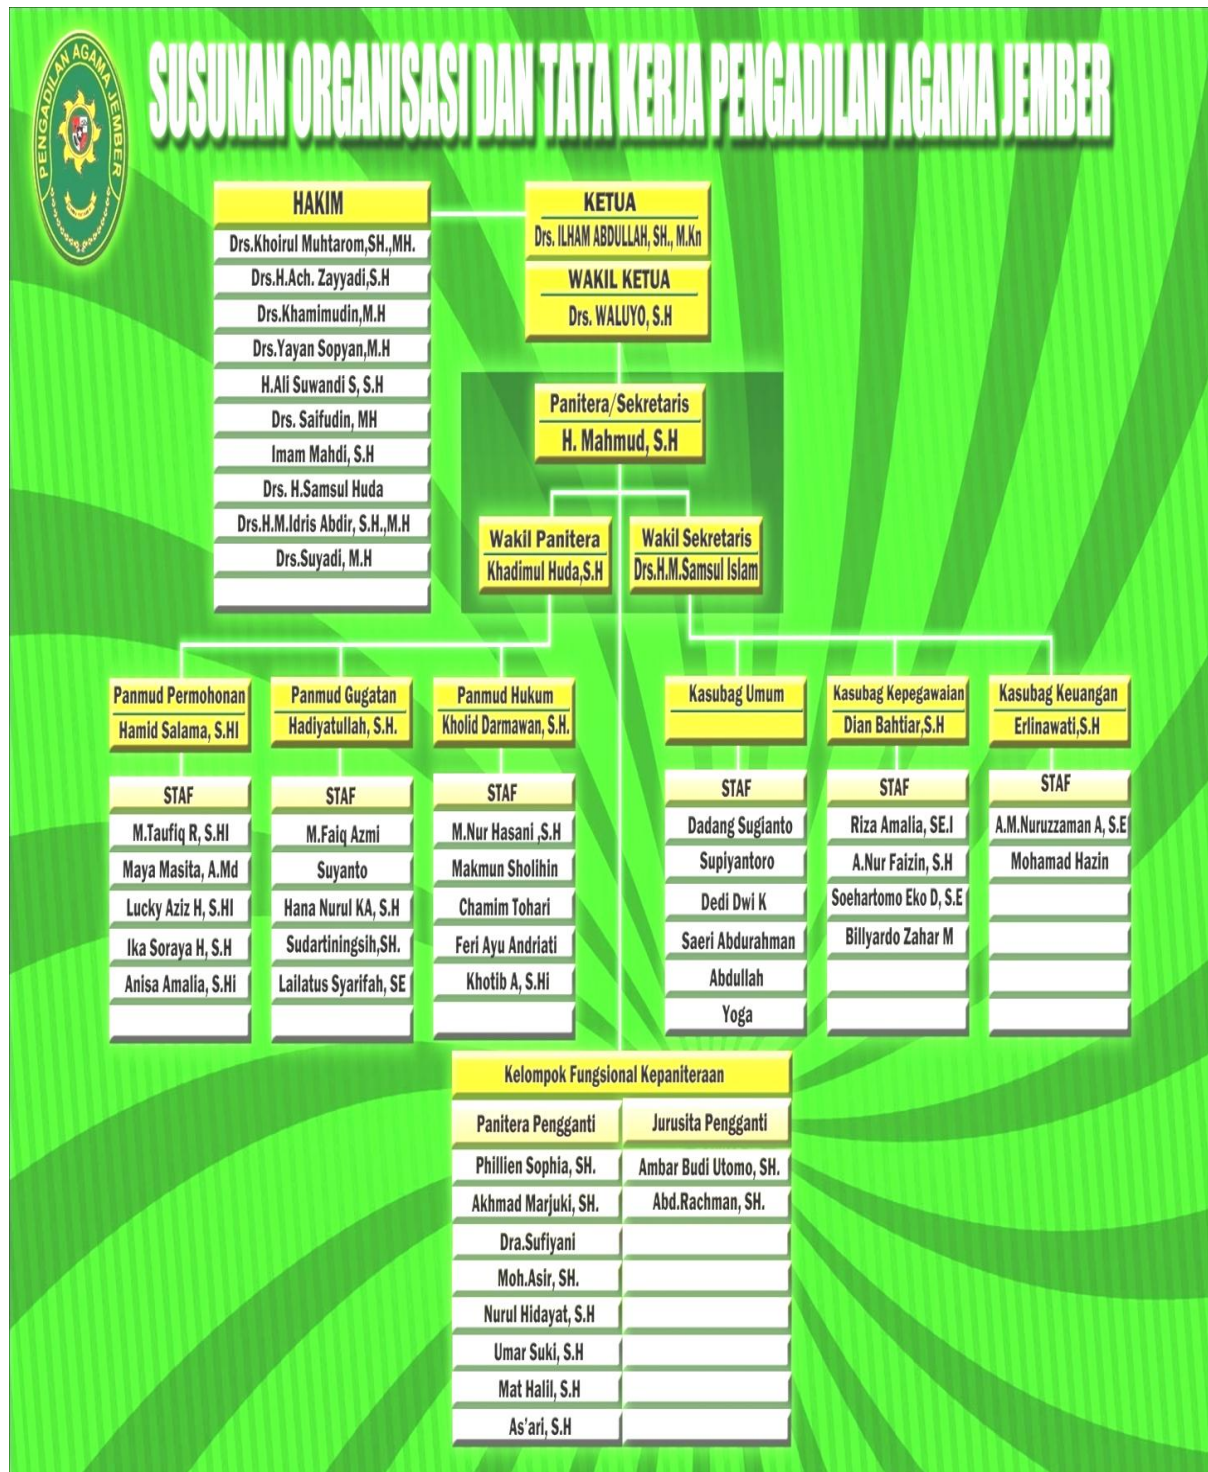 SUSUNAN ORGANISASI DAN TATA KERJA PENGADILAN AGAMA JEMBER
PENGADILAN AGAMA JEMBER
HAKIM
Drs.Khoirul Muhtarom,SH.,MH.
Drs.H.Ach. Zayyadi,S.H
Drs.Khamimudin,M.H
Drs.Yayan Sopyan,M.H
H.Ali Suwandi S, S.H
Drs. Saifudin, MH
Imam Mahdi, S.H
Drs. H.Samsul Huda
Drs.H.M.Idris Abdir, S.H.,M.H
Drs.Suyadi, M.H
KETUA
Drs. ILHAM ABDULLAH, SH., M.Kn
WAKIL KETUA
Drs. WALUYO, S.H
Panitera/Sekretaris
H. Mahmud, S.H
Wakil Panitera
Khadimul Huda,S.H
Wakil Sekretaris
Drs.H.M.Samsul Islam
Panmud Permohonan
Hamid Salama, S.HI
STAF
M.Taufiq R, S.HI
Maya Masita, A.Md
Lucky Aziz H, S.HI
Ika Soraya H, S.H
Anisa Amalia, S.Hi
Panmud Gugatan
Hadiyatullah, S.H.
STAF
M.Faiq Azmi
Suyanto
Hana Nurul KA, S.H
Sudartiningsih,SH.
Lailatus Syarifah, SE
Panmud Hukum
Kholid Darmawan, S.H.
STAF
M.Nur Hasani ,S.H
Makmun Sholihin
Chamim Tohari
Feri Ayu Andriati
Khotib A, S.Hi
Kasubag Umum
STAF
Dadang Sugianto
Supiyantoro
Dedi Dwi K
Saeri Abdurahman
Abdullah
Yoga
Kasubag Kepegawaian
Dian Bahtiar,S.H
STAF
Riza Amalia, SE.I
A.Nur Faizin, S.H
Soehartomo Eko D, S.E
Billyardo Zahar M
Kasubag Keuangan
Erlinawati,S.H
STAF
A.M.Nuruzzaman A, S.E
Mohamad Hazin
Kelompok Fungsional Kepaniteraan
Panitera Pengganti
Phillien Sophia, SH.
Akhmad Marjuki, SH.
Dra.Sufiyani
Moh.Asir, SH.
Nurul Hidayat, S.H
Umar Suki, S.H
Mat Halil, S.H
As'ari, S.H
Jurusita Pengganti
Ambar Budi Utomo, SH.
Abd.Rachman, SH.